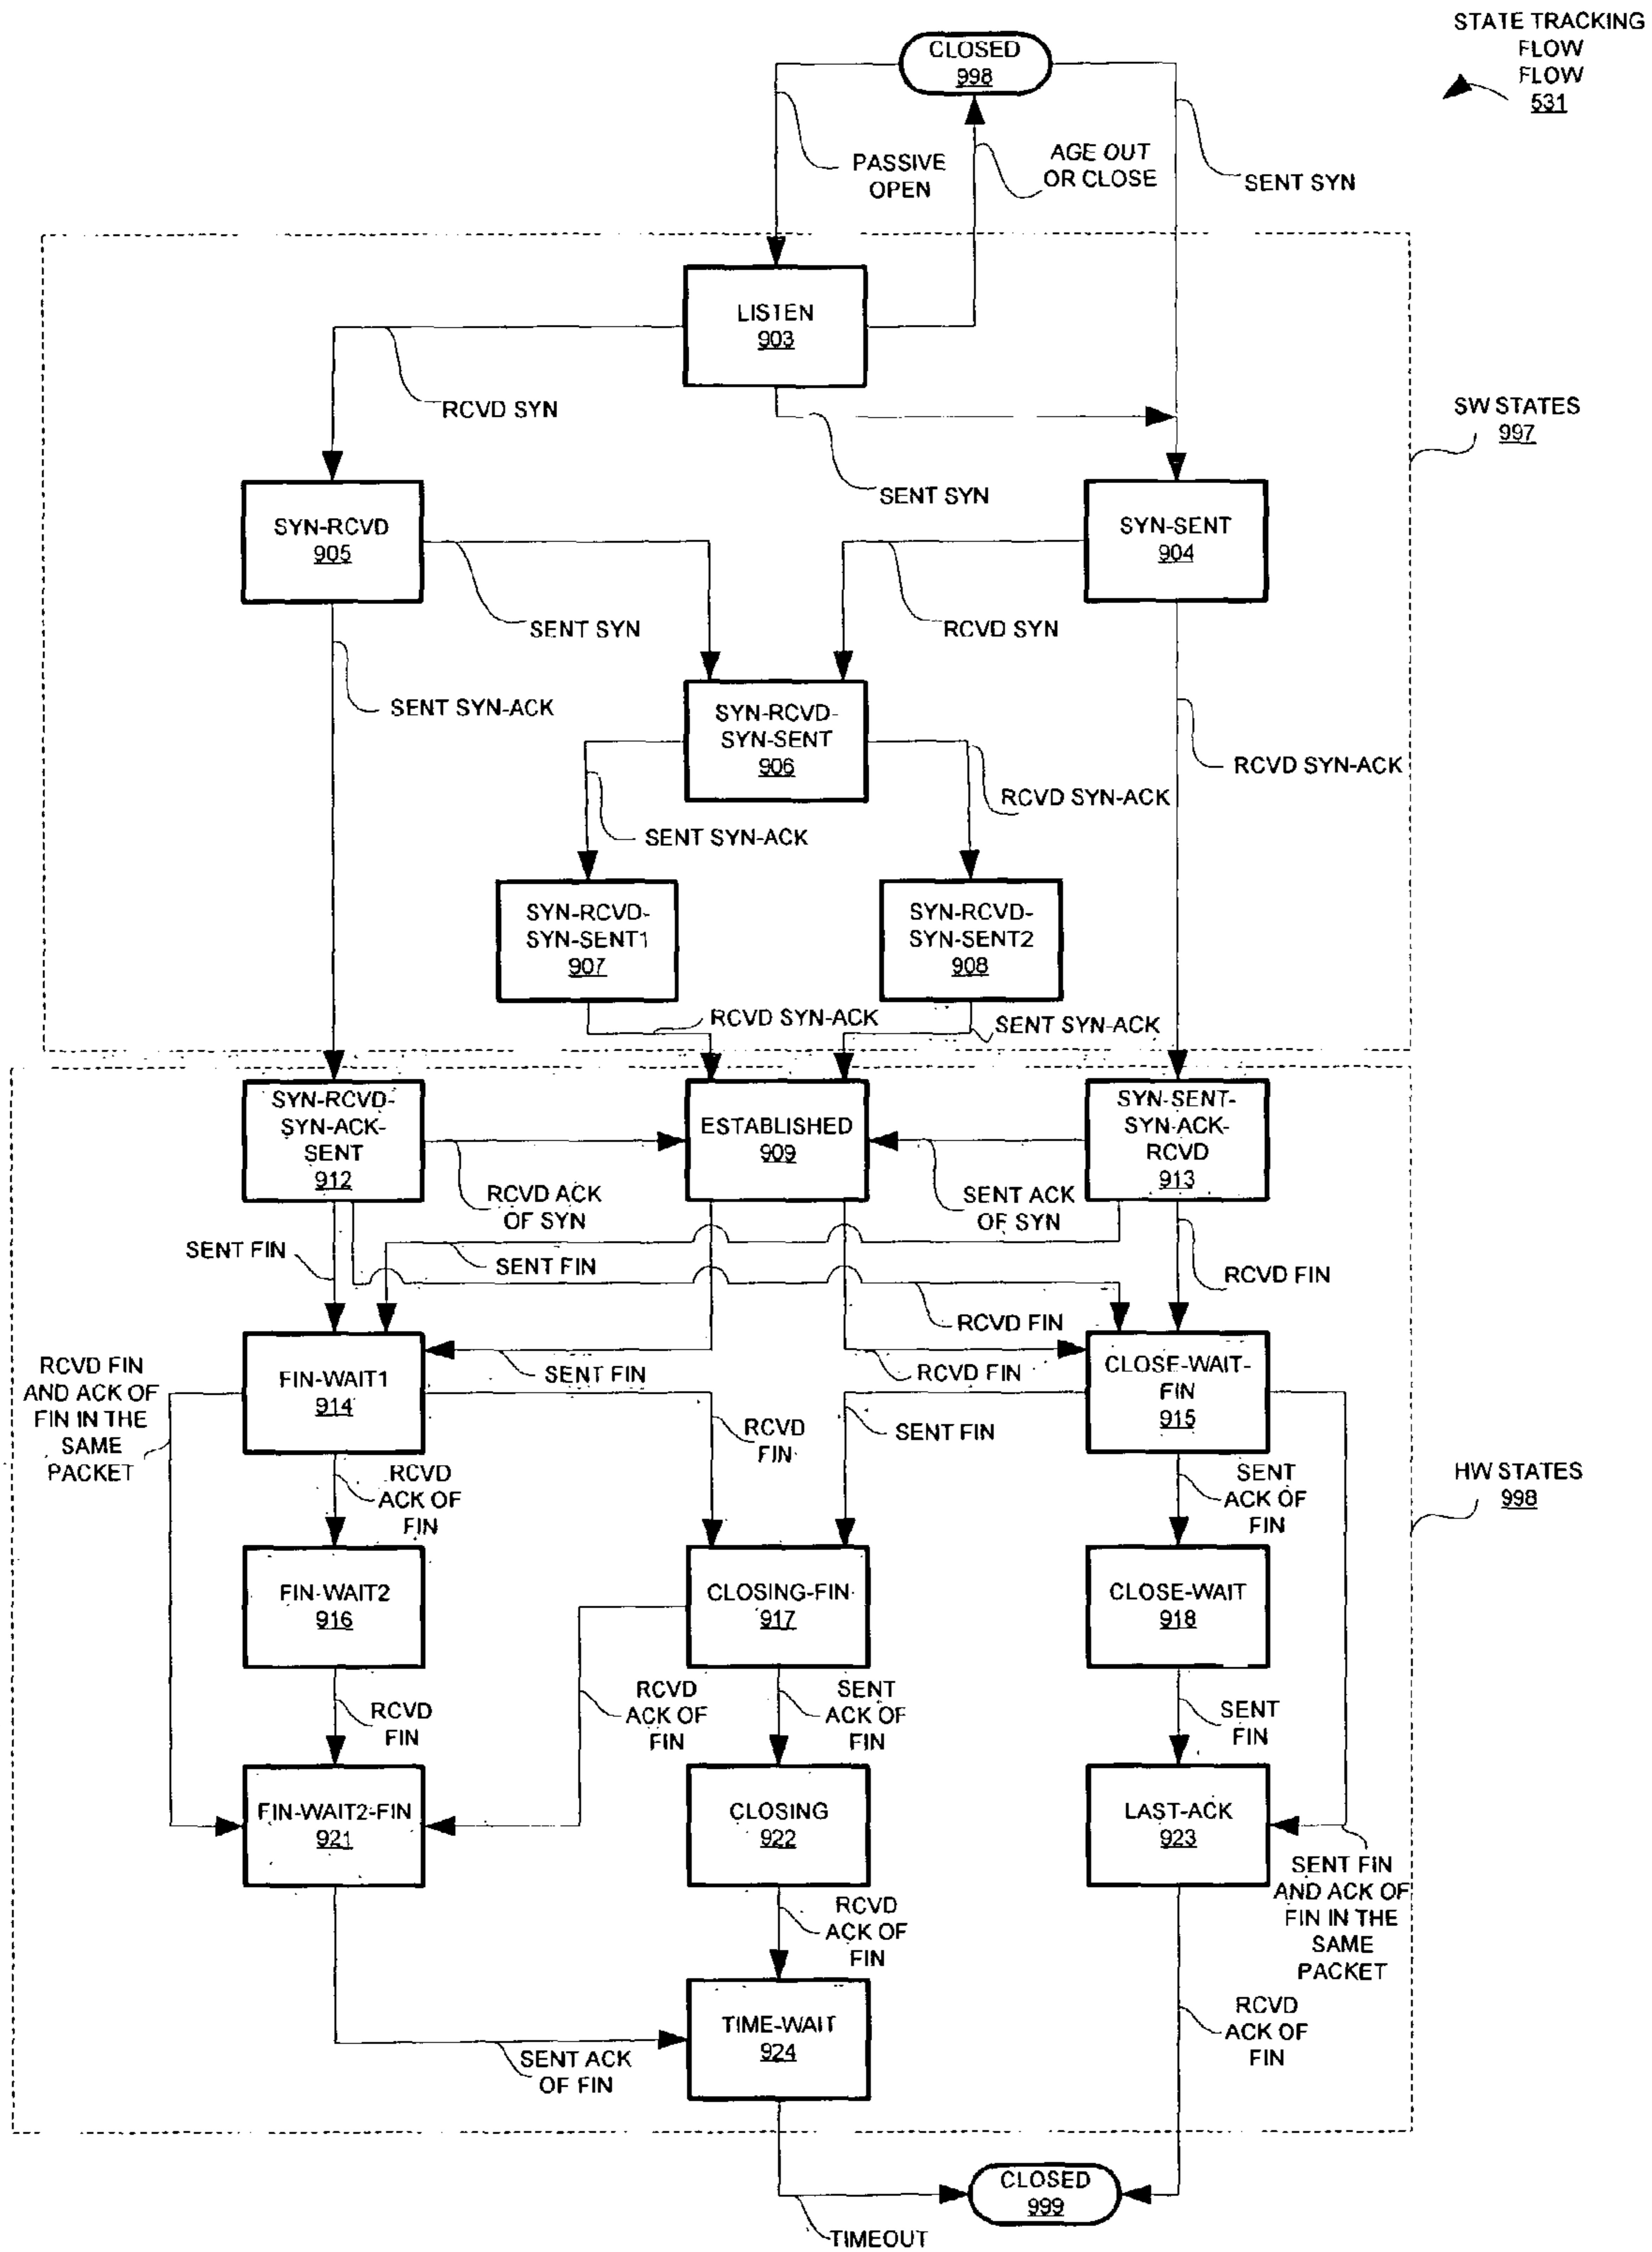 STATE TRACKING
FLOW
FLOW
531
CLOSED
998
PASSIVE
OPEN
AGE OUT
OR CLOSE
SENT SYN
LISTEN
903
RCVD SYN
SENT SYN
SW STATES
997
SYN-RCVD
905
SYN-SENT
904
SENT SYN
RCVD SYN
SENT SYN-ACK
SYN-RCVD-
SYN-SENT
906
RCVD SYN-ACK
RCVD SYN-ACK
SENT SYN-ACK
SYN-RCVD-
SYN-SENT1
907
SYN-RCVD-
SYN-SENT2
908
RCVD SYN-ACK
SENT SYN-ACK
SYN-RCVD-
SYN-ACK-
SENT
912
ESTABLISHED
909
SYN-SENT-
SYN-ACK-
RCVD
913
RCVD ACK
OF SYN
SENT ACK
OF SYN
SENT FIN
SENT FIN
RCVD FIN
RCVD FIN
RCVD FIN
AND ACK OF
FIN IN THE
SAME
PACKET
FIN-WAIT1
914
SENT FIN
RCVD FIN
CLOSE-WAIT-
FIN
915
RCVD
FIN
SENT FIN
RCVD
ACK OF
FIN
SENT
ACK OF
FIN
HW STATES
998
FIN-WAIT2
916
CLOSING-FIN
917
CLOSE-WAIT
918
RCVD
FIN
RCVD
ACK OF
FIN
SENT
ACK OF
FIN
SENT
FIN
FIN-WAIT2-FIN
921
CLOSING
922
LAST-ACK
923
SENT FIN
AND ACK OF
FIN IN THE
SAME
PACKET
RCVD
ACK OF
FIN
TIME-WAIT
924
RCVD
ACK OF
FIN
SENT ACK
OF FIN
CLOSED
999
TIMEOUT